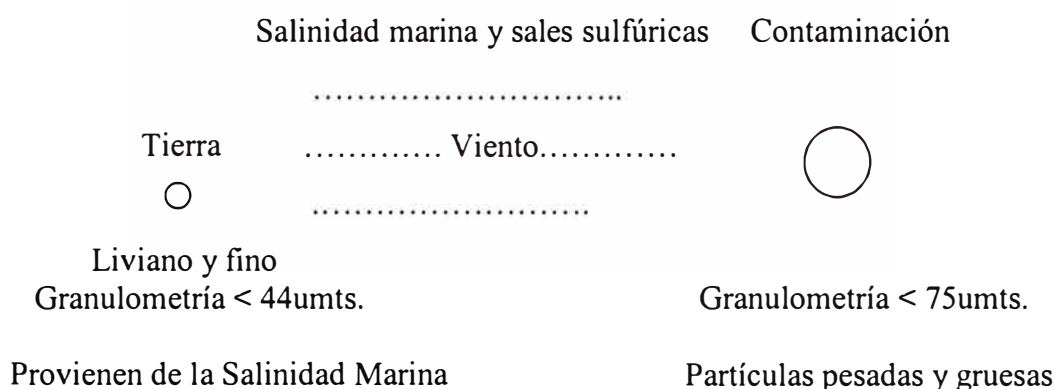 Salinidad marina y sales sulfúricas Contaminación
..............................
Tierra ............. Viento.............
...........................
Liviano y fino
Granulometría < 44umts. Granulometría < 75umts.
Provienen de la Salinidad Marina Partículas pesadas y gruesas